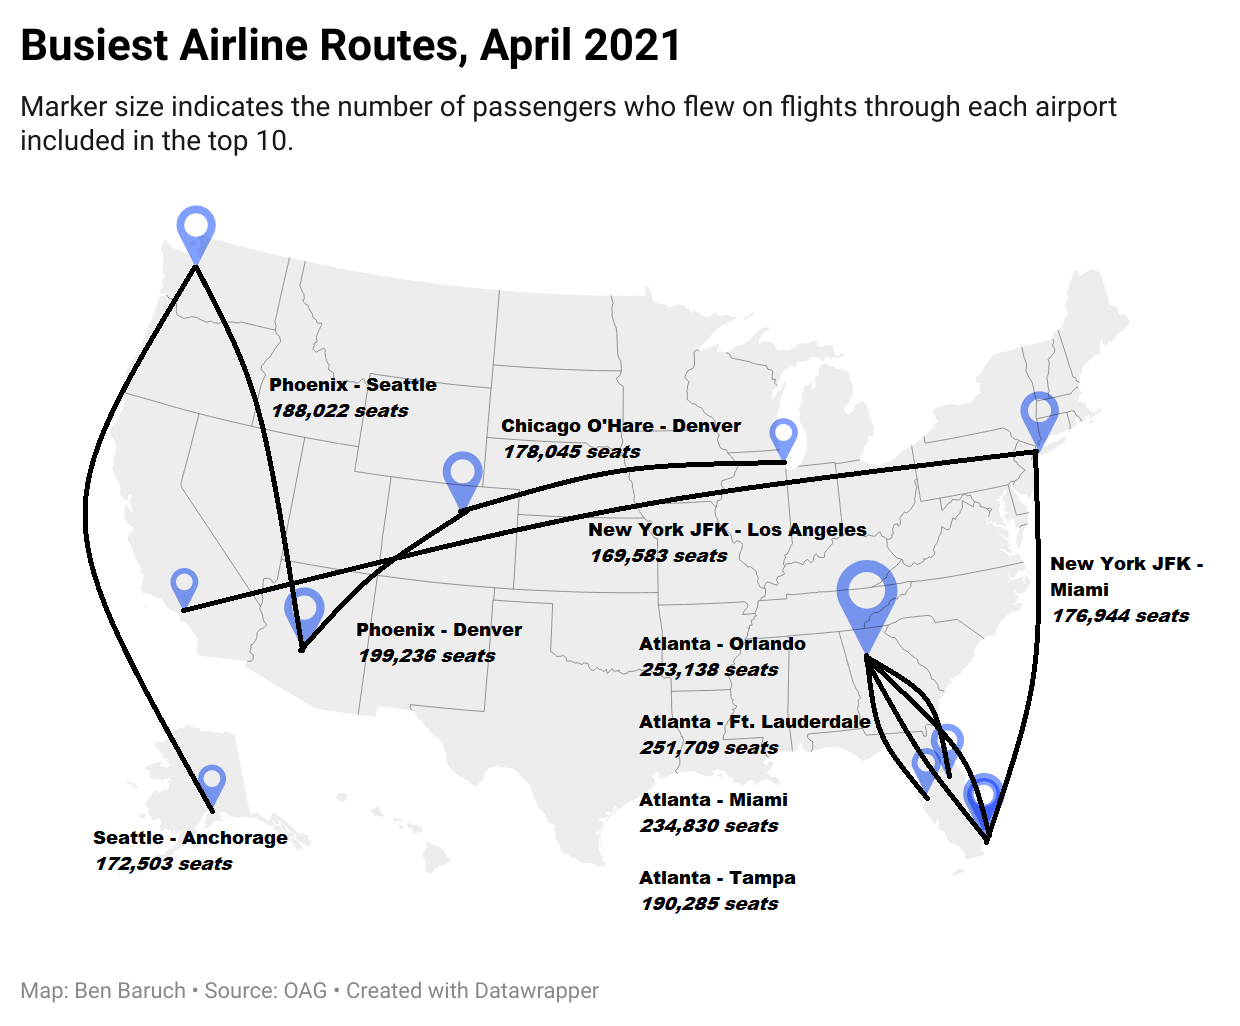 Busiest Airline Routes, April 2021
Marker size indicates the number of passengers who flew on flights through each airport
included in the top 10.
Phoenix - Seattle
188,022 seats
Chicago O'Hare - Denver
178,045 seats
New York JFK - Los Angeles
169,583 seats
New York JFK -
Miami
176,944 seats
Phoenix - Denver
199,236 seats
Atlanta - Orlando
253,138 seats
Atlanta - Ft. Lauderdale
251,709 seats
Atlanta - Miami
234,830 seats
Atlanta - Tampa
190,285 seats
Seattle - Anchorage
172,503 seats
Map: Ben Baruch • Source: OAG • Created with Datawrapper